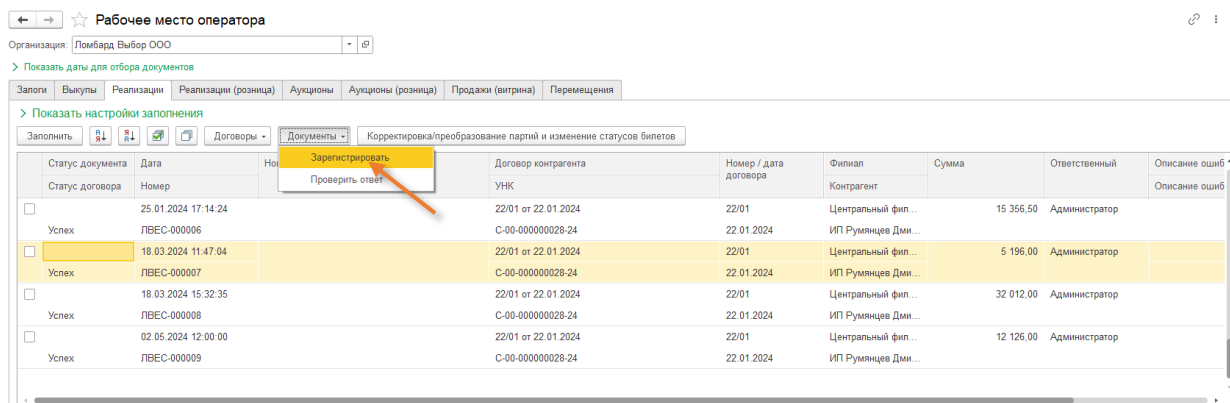 Рабочее место оператора
Организация: Ломбард Выбор ООО
Показать даты для отбора документов
Залоги Выкупы Реализации Реализации (розница) Аукционы Аукционы (розница) Продажи (витрина) Перемещения
Показать настройки заполнения
Заполнить Договоры Документы Корректировка/преобразование партий и изменение статусов билетов
Зарегистрировать
Проверить ответ
Статус документа Дата Но Договор контрагента Номер / дата договора Филиал Сумма Ответственный Описание ошиб
Статус договора Номер УНК Контрагент Описание ошиб
25.01.2024 17:14:24 22/01 от 22.01.2024 22/01 Центральный фил... 15 356,50 Администратор
Успех ЛВЕС-000006 С-00-000000028-24 22.01.2024 ИП Румянцев Дми...
18.03.2024 11:47:04 22/01 от 22.01.2024 22/01 Центральный фил... 5 196,00 Администратор
Успех ЛВЕС-000007 С-00-000000028-24 22.01.2024 ИП Румянцев Дми...
18.03.2024 15:32:35 22/01 от 22.01.2024 22/01 Центральный фил... 32 012,00 Администратор
Успех ЛВЕС-000008 С-00-000000028-24 22.01.2024 ИП Румянцев Дми...
02.05.2024 12:00:00 22/01 от 22.01.2024 22/01 Центральный фил... 12 126,00 Администратор
Успех ЛВЕС-000009 С-00-000000028-24 22.01.2024 ИП Румянцев Дми...